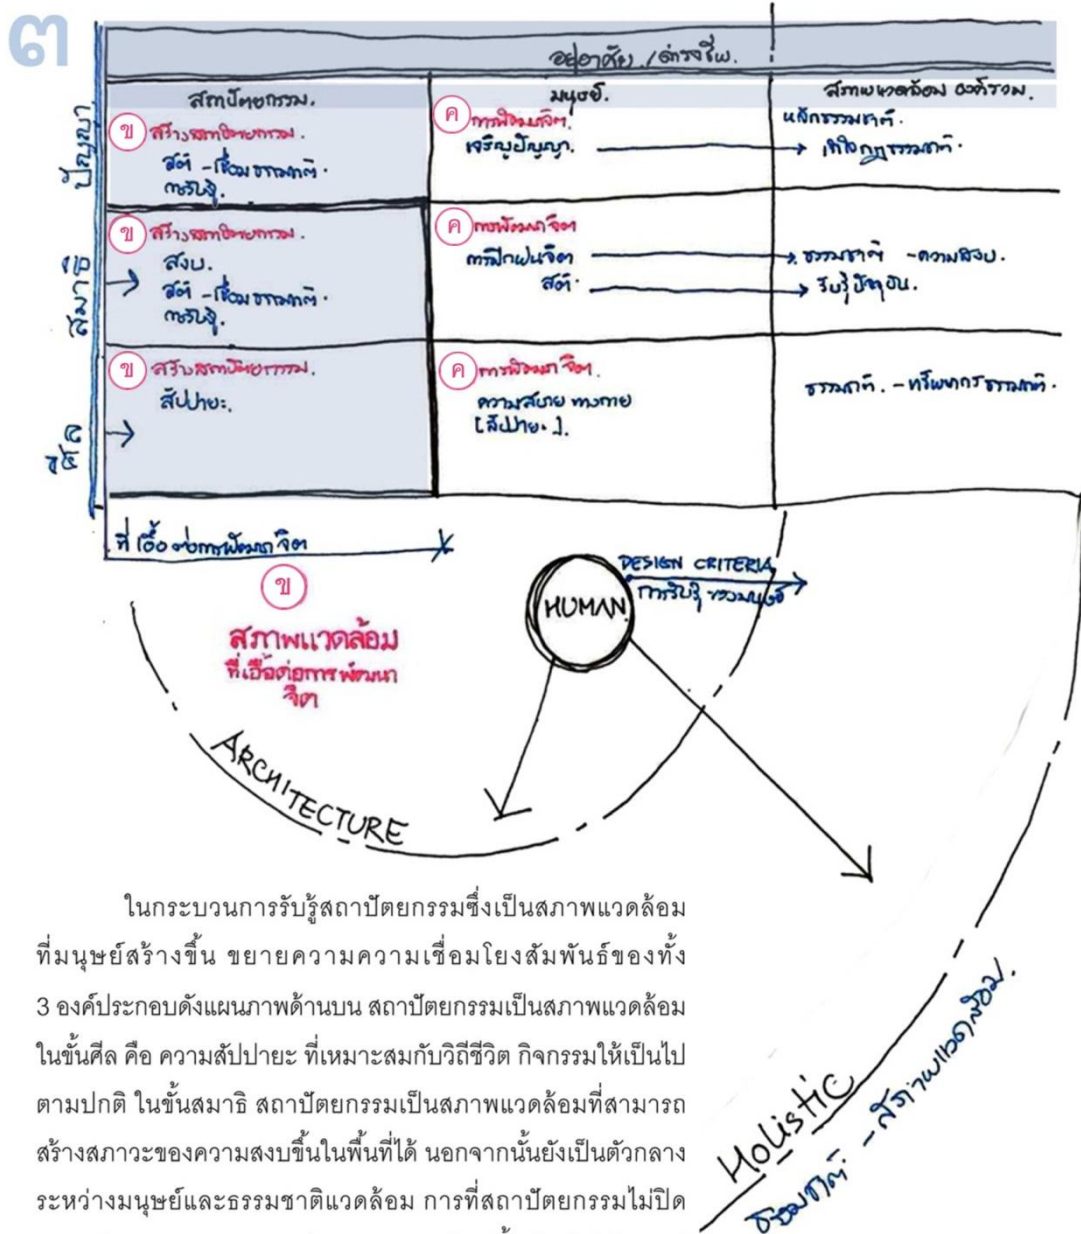 ๓
อยู่อาศัย / ดำรงชีพ.
สถาปัตยกรรม.
มนุษย์.
สภาพแวดล้อม องค์รวม.
ปัญญา
ข สร้างสถาปัตยกรรม.
สติ - เชื่อมธรรมชาติ.
การรับรู้.
ค การพัฒนาจิต.
เจริญปัญญา.
หลักธรรมชาติ.
เข้าใจกฎธรรมชาติ.
สมาธิ
ข สร้างสถาปัตยกรรม.
สงบ.
สติ - เชื่อมธรรมชาติ.
การรับรู้.
ค การพัฒนาจิต
การฝึกฝนจิต
สติ.
ธรรมชาติ - ความสงบ.
รับรู้ปัจจุบัน.
ศีล
ข สร้างสถาปัตยกรรม.
สัปปายะ.
ค การพัฒนาจิต.
ความสบาย ทางกาย
[สัปปายะ].
ธรรมชาติ. - ทรัพยากรธรรมชาติ.
ที่เอื้อต่อการพัฒนาจิต
ข
สภาพแวดล้อม
ที่เอื้อต่อการพัฒนา
จิต
HUMAN
DESIGN CRITERIA
การรับรู้ ของมนุษย์
ARCHITECTURE
Holistic
ธรรมชาติ - สภาพแวดล้อม.
ในกระบวนการรับรู้สถาปัตยกรรมซึ่งเป็นสภาพแวดล้อม
ที่มนุษย์สร้างขึ้น ขยายความความเชื่อมโยงสัมพันธ์ของทั้ง
3 องค์ประกอบดังแผนภาพด้านบน สถาปัตยกรรมเป็นสภาพแวดล้อม
ในขั้นศีล คือ ความสัปปายะ ที่เหมาะสมกับวิถีชีวิต กิจกรรมให้เป็นไป
ตามปกติ ในขั้นสมาธิ สถาปัตยกรรมเป็นสภาพแวดล้อมที่สามารถ
สร้างสภาวะของความสงบขึ้นในพื้นที่ได้ นอกจากนั้นยังเป็นตัวกลาง
ระหว่างมนุษย์และธรรมชาติแวดล้อม การที่สถาปัตยกรรมไม่ปิด